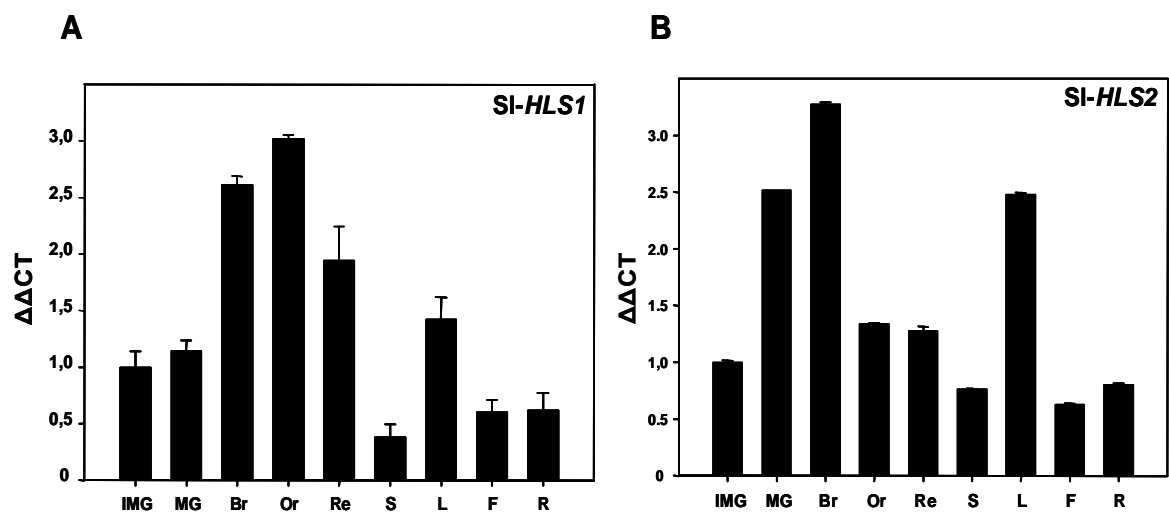 A
B
Sl-HLS1
ΔΔCT
3,0
2,5
2,0
1,5
1,0
0,5
0
IMG MG Br Or Re S L F R
Sl-HLS2
ΔΔCT
3.0
2.5
2.0
1.5
1.0
0.5
0
IMG MG Br Or Re S L F R